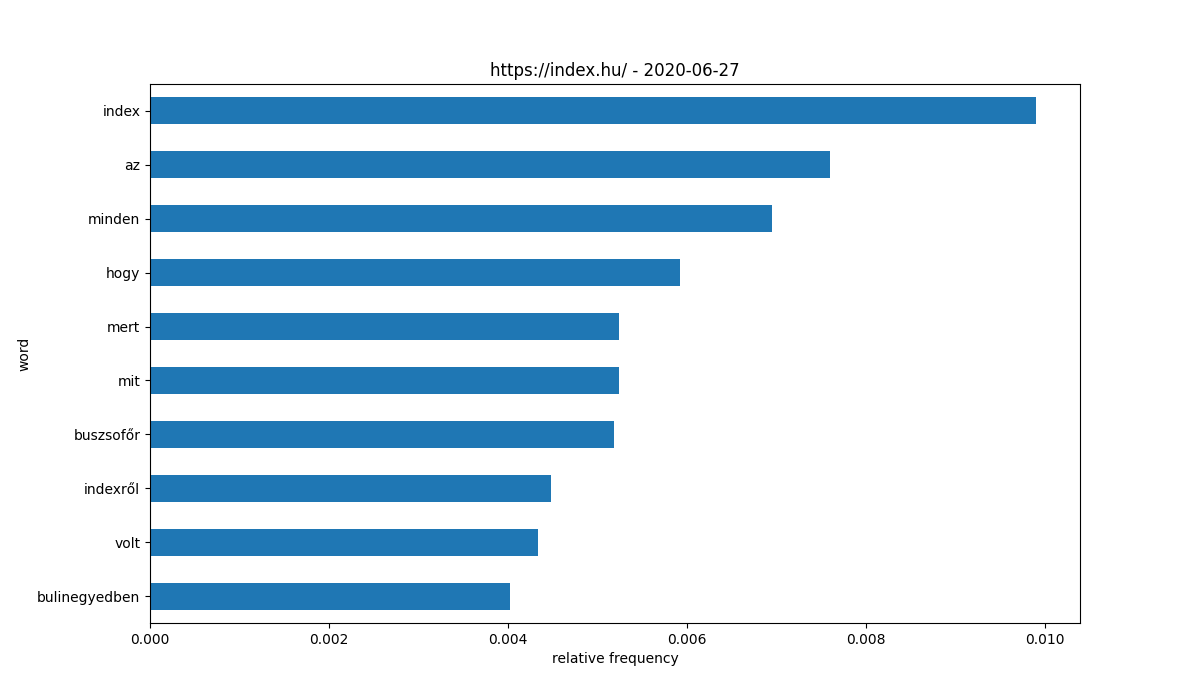 https://index.hu/ - 2020-06-27
index
az
minden
hogy
mert
mit
buszsofőr
indexről
volt
bulinegyedben
word
0.000 0.002 0.004 0.006 0.008 0.010
relative frequency